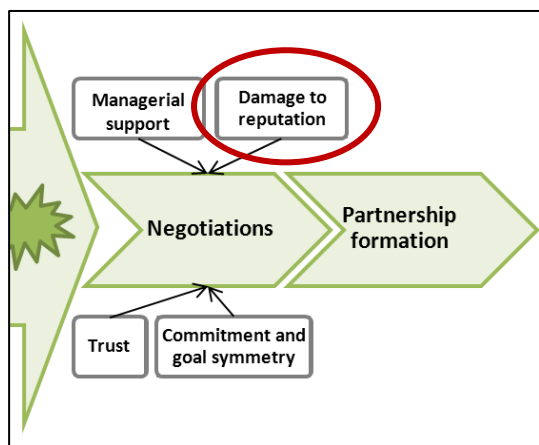 Managerial
support
Damage to
reputation
Negotiations
Partnership
formation
Trust
Commitment and
goal symmetry